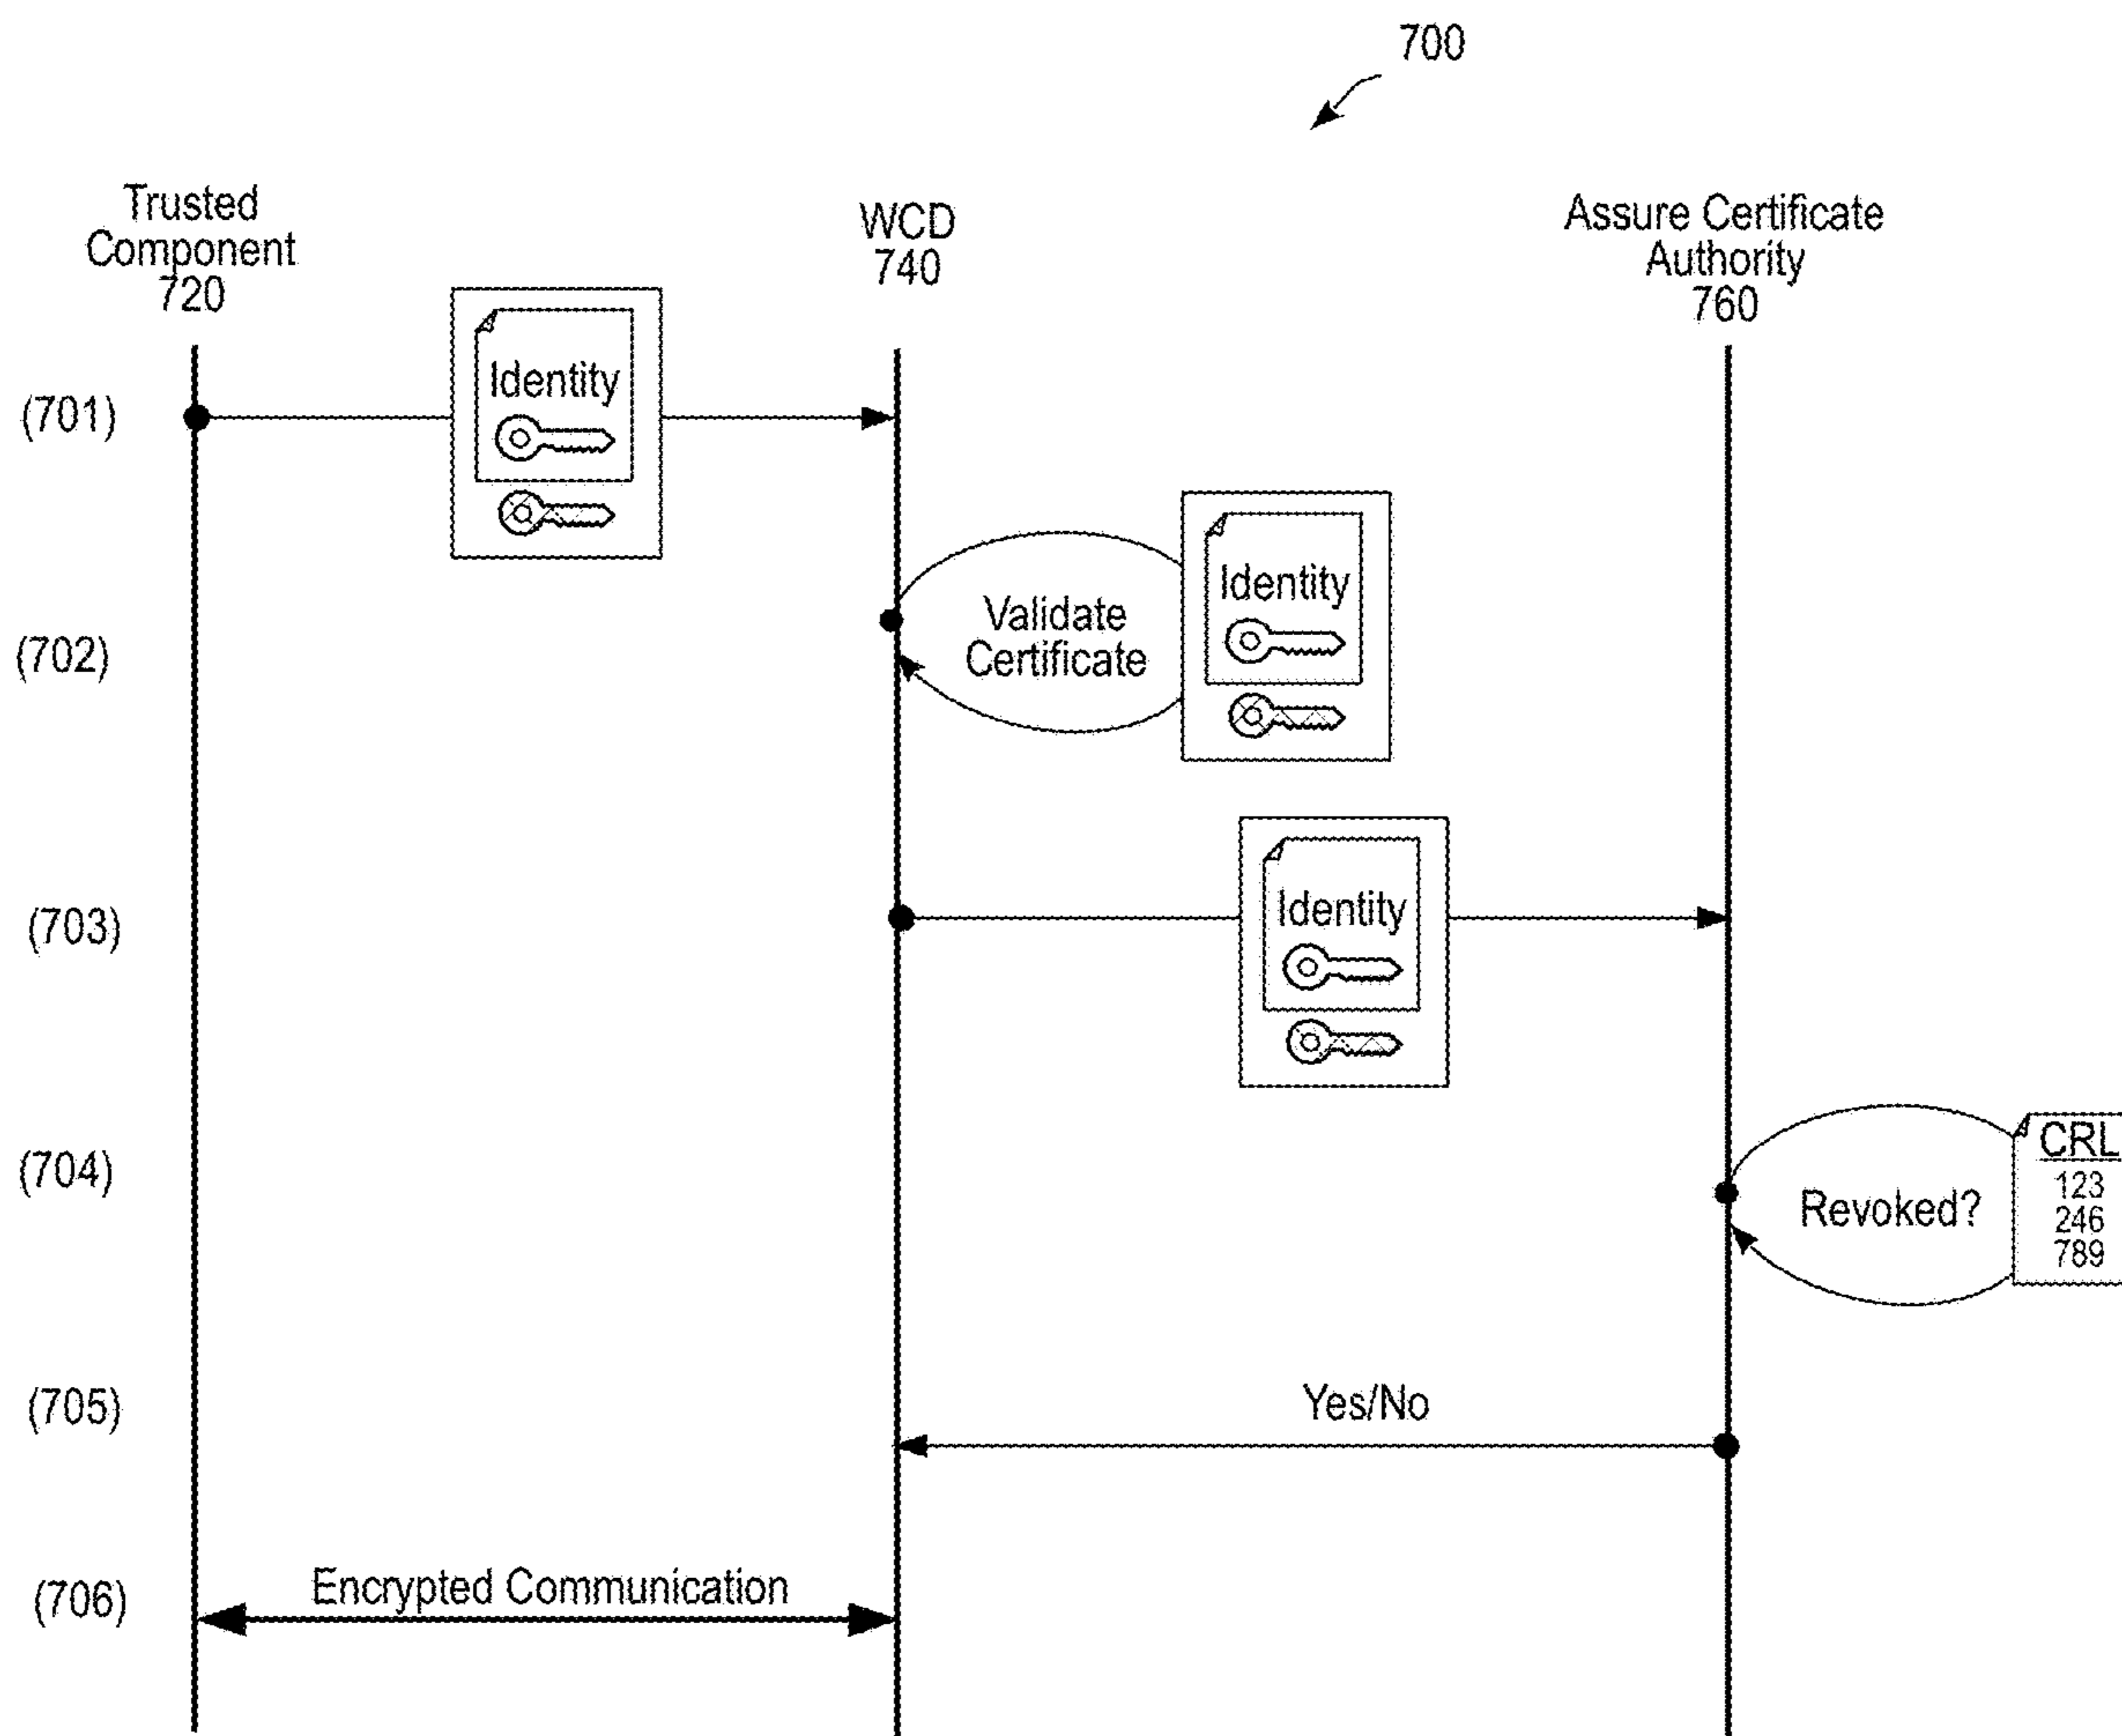 700
Trusted
Component
720
WCD
740
Assure Certificate
Authority
760
(701)
Identity
(702)
Validate
Certificate
Identity
(703)
Identity
(704)
Revoked?
CRL
123
246
789
(705)
Yes/No
(706)
Encrypted Communication